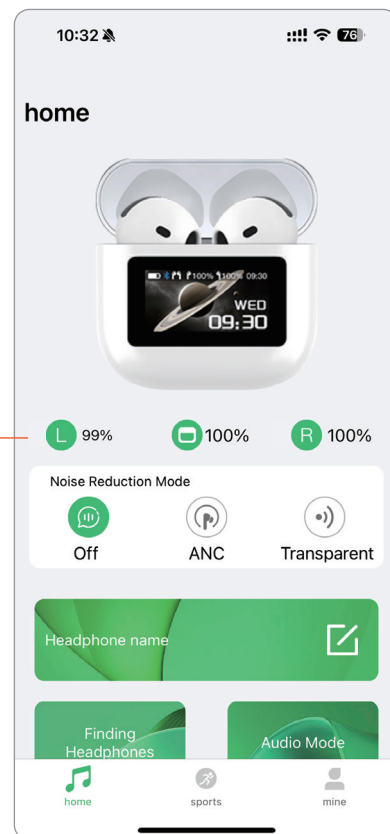 10:32
76
home
100% 100% 09:30
WED
09:30
L 99%
100%
R 100%
Noise Reduction Mode
Off
ANC
Transparent
Headphone name
Finding
Headphones
Audio Mode
home
sports
mine